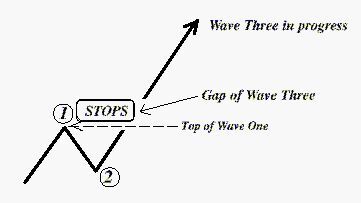 Wave Three in progress
1 STOPS
Gap of Wave Three
Top of Wave One
2